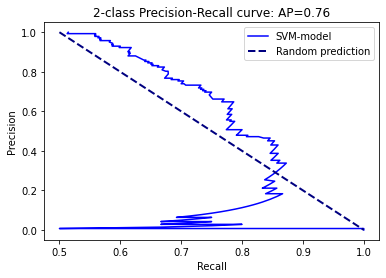 2-class Precision-Recall curve: AP=0.76
1.0
0.8
0.6
0.4
0.2
0.0
Precision
SVM-model
Random prediction
0.5
0.6
0.7
0.8
0.9
1.0
Recall